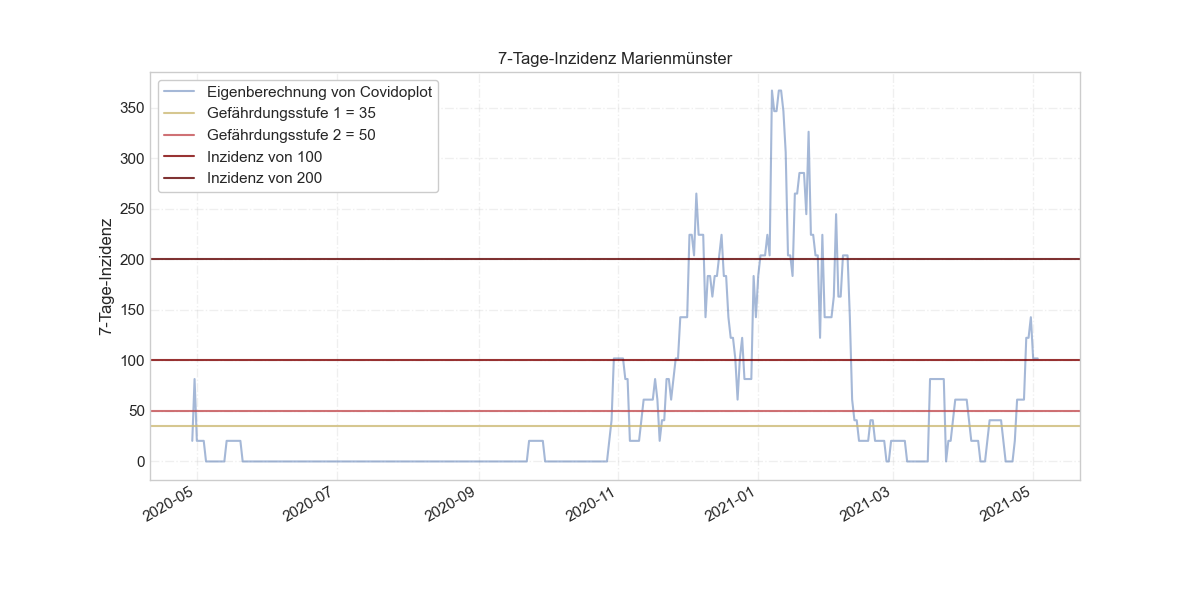 7-Tage-Inzidenz Marienmünster
Eigenberechnung von Covidoplot
Gefährdungsstufe 1 = 35
Gefährdungsstufe 2 = 50
Inzidenz von 100
Inzidenz von 200
7-Tage-Inzidenz
350
300
250
200
150
100
50
0
2020-05
2020-07
2020-09
2020-11
2021-01
2021-03
2021-05